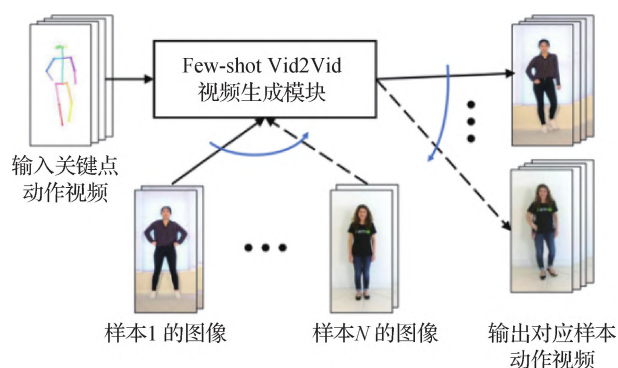 Few-shot Vid2Vid
视频生成模块
输入关键点
动作视频
样本1 的图像
样本N 的图像
输出对应样本
动作视频